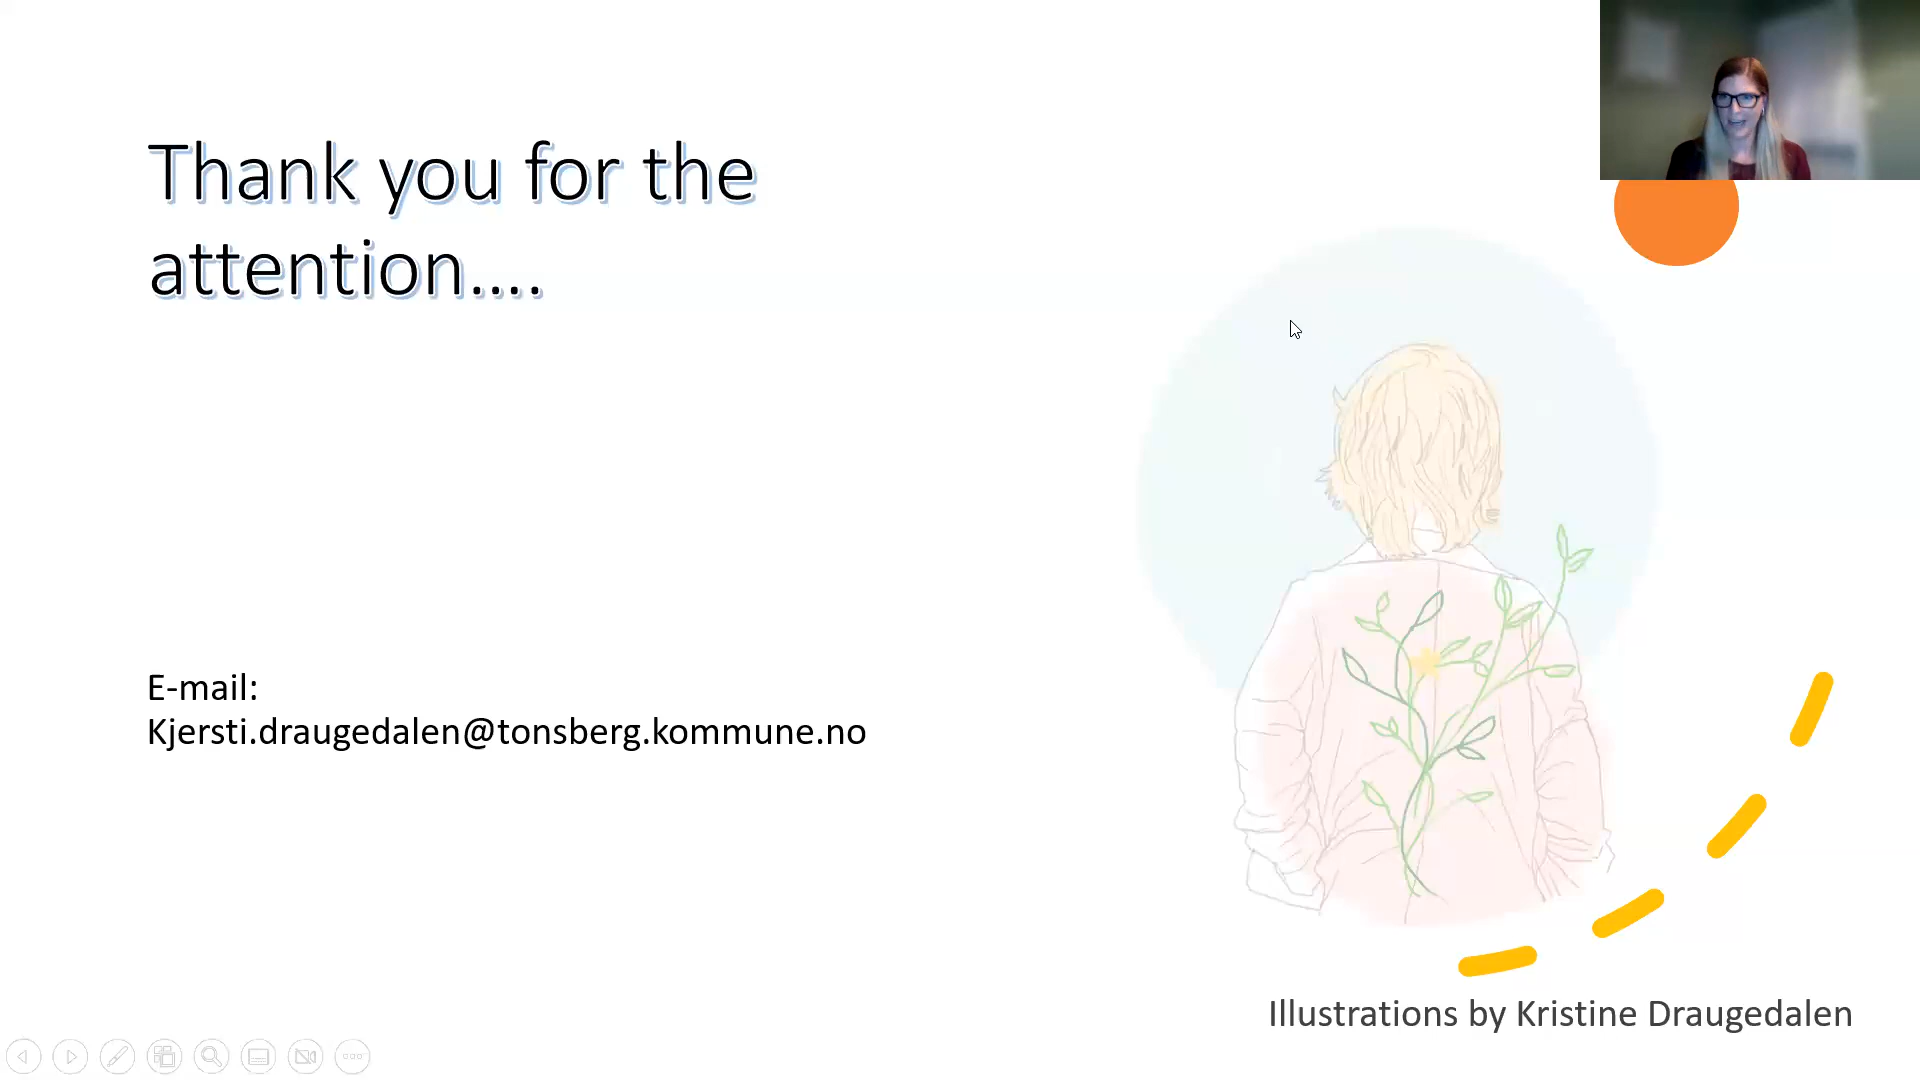 Thank you for the
attention....
E-mail:
Kjersti.draugedalen@tonsberg.kommune.no
Illustrations by Kristine Draugedalen